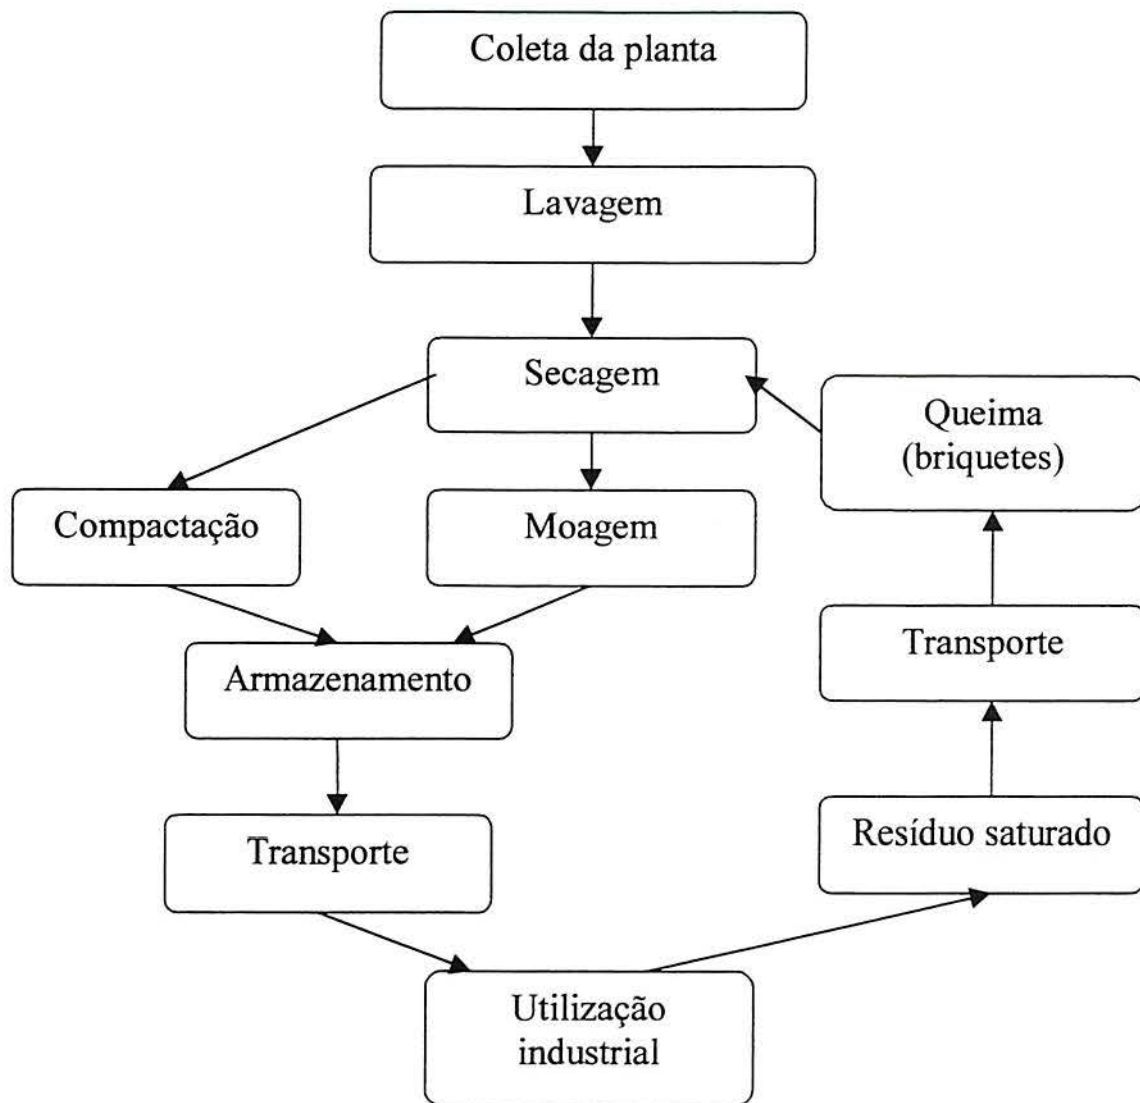 Coleta da planta
Lavagem
Secagem
Queima
(briquetes)
Compactação
Moagem
Transporte
Armazenamento
Resíduo saturado
Transporte
Utilização
industrial